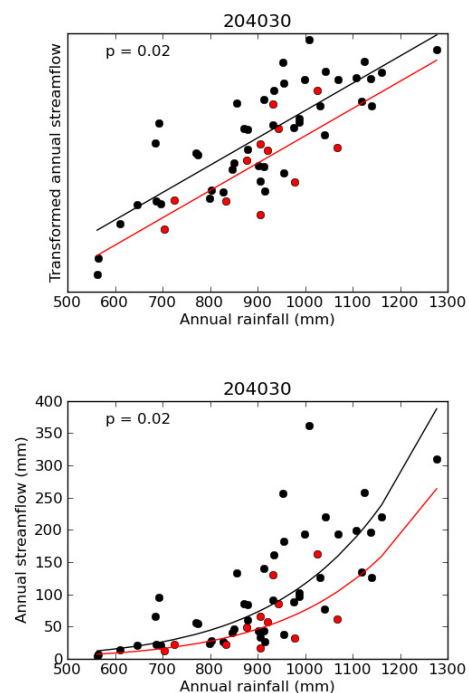 204030
p = 0.02
Transformed annual streamflow
500 600 700 800 900 1000 1100 1200 1300
Annual rainfall (mm)
204030
p = 0.02
Annual streamflow (mm)
400
350
300
250
200
150
100
50
0
500 600 700 800 900 1000 1100 1200 1300
Annual rainfall (mm)